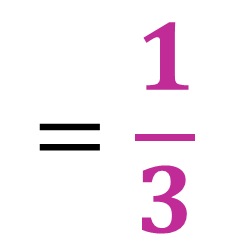 = 1/3